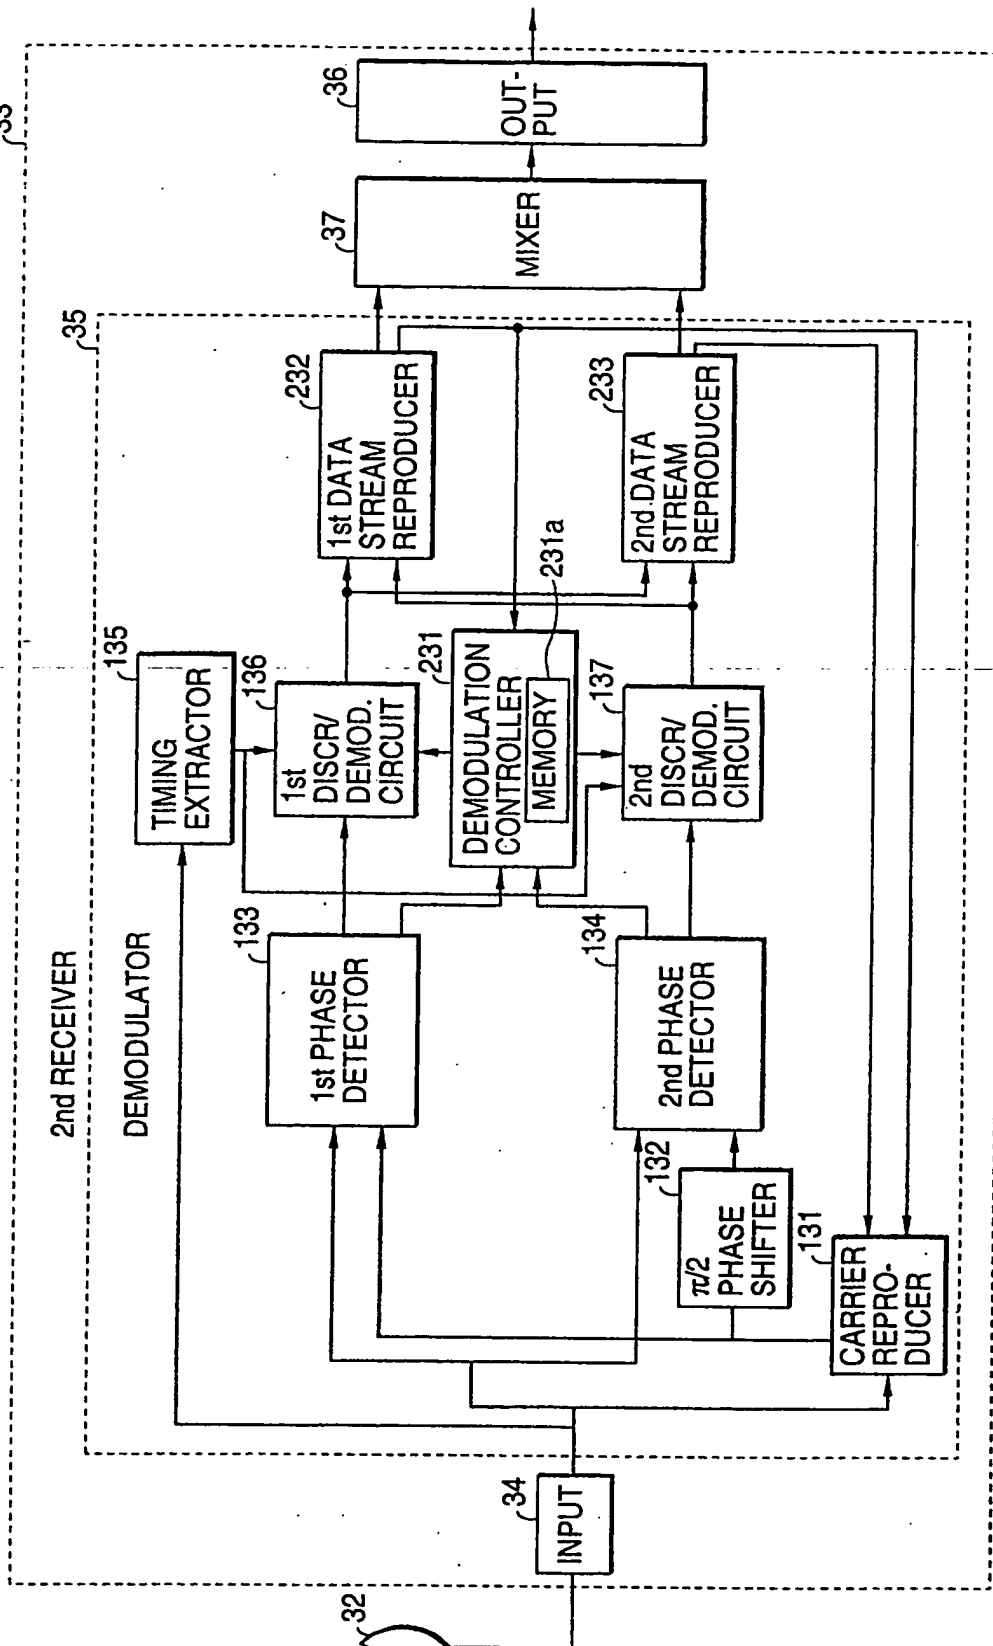 33
2nd RECEIVER
35
DEMODULATOR
32
34
INPUT
135
TIMING
EXTRACTOR
133
1st PHASE
DETECTOR
136
1st
DISCR/
DEMOD.
CIRCUIT
232
1st DATA
STREAM
REPRODUCER
231
DEMODULATION
CONTROLLER
MEMORY
231a
134
2nd PHASE
DETECTOR
132
π/2
PHASE
SHIFTER
131
CARRIER
REPRO-
DUCER
137
2nd
DISCR/
DEMOD.
CIRCUIT
233
2nd DATA
STREAM
REPRODUCER
37
MIXER
36
OUT-
PUT